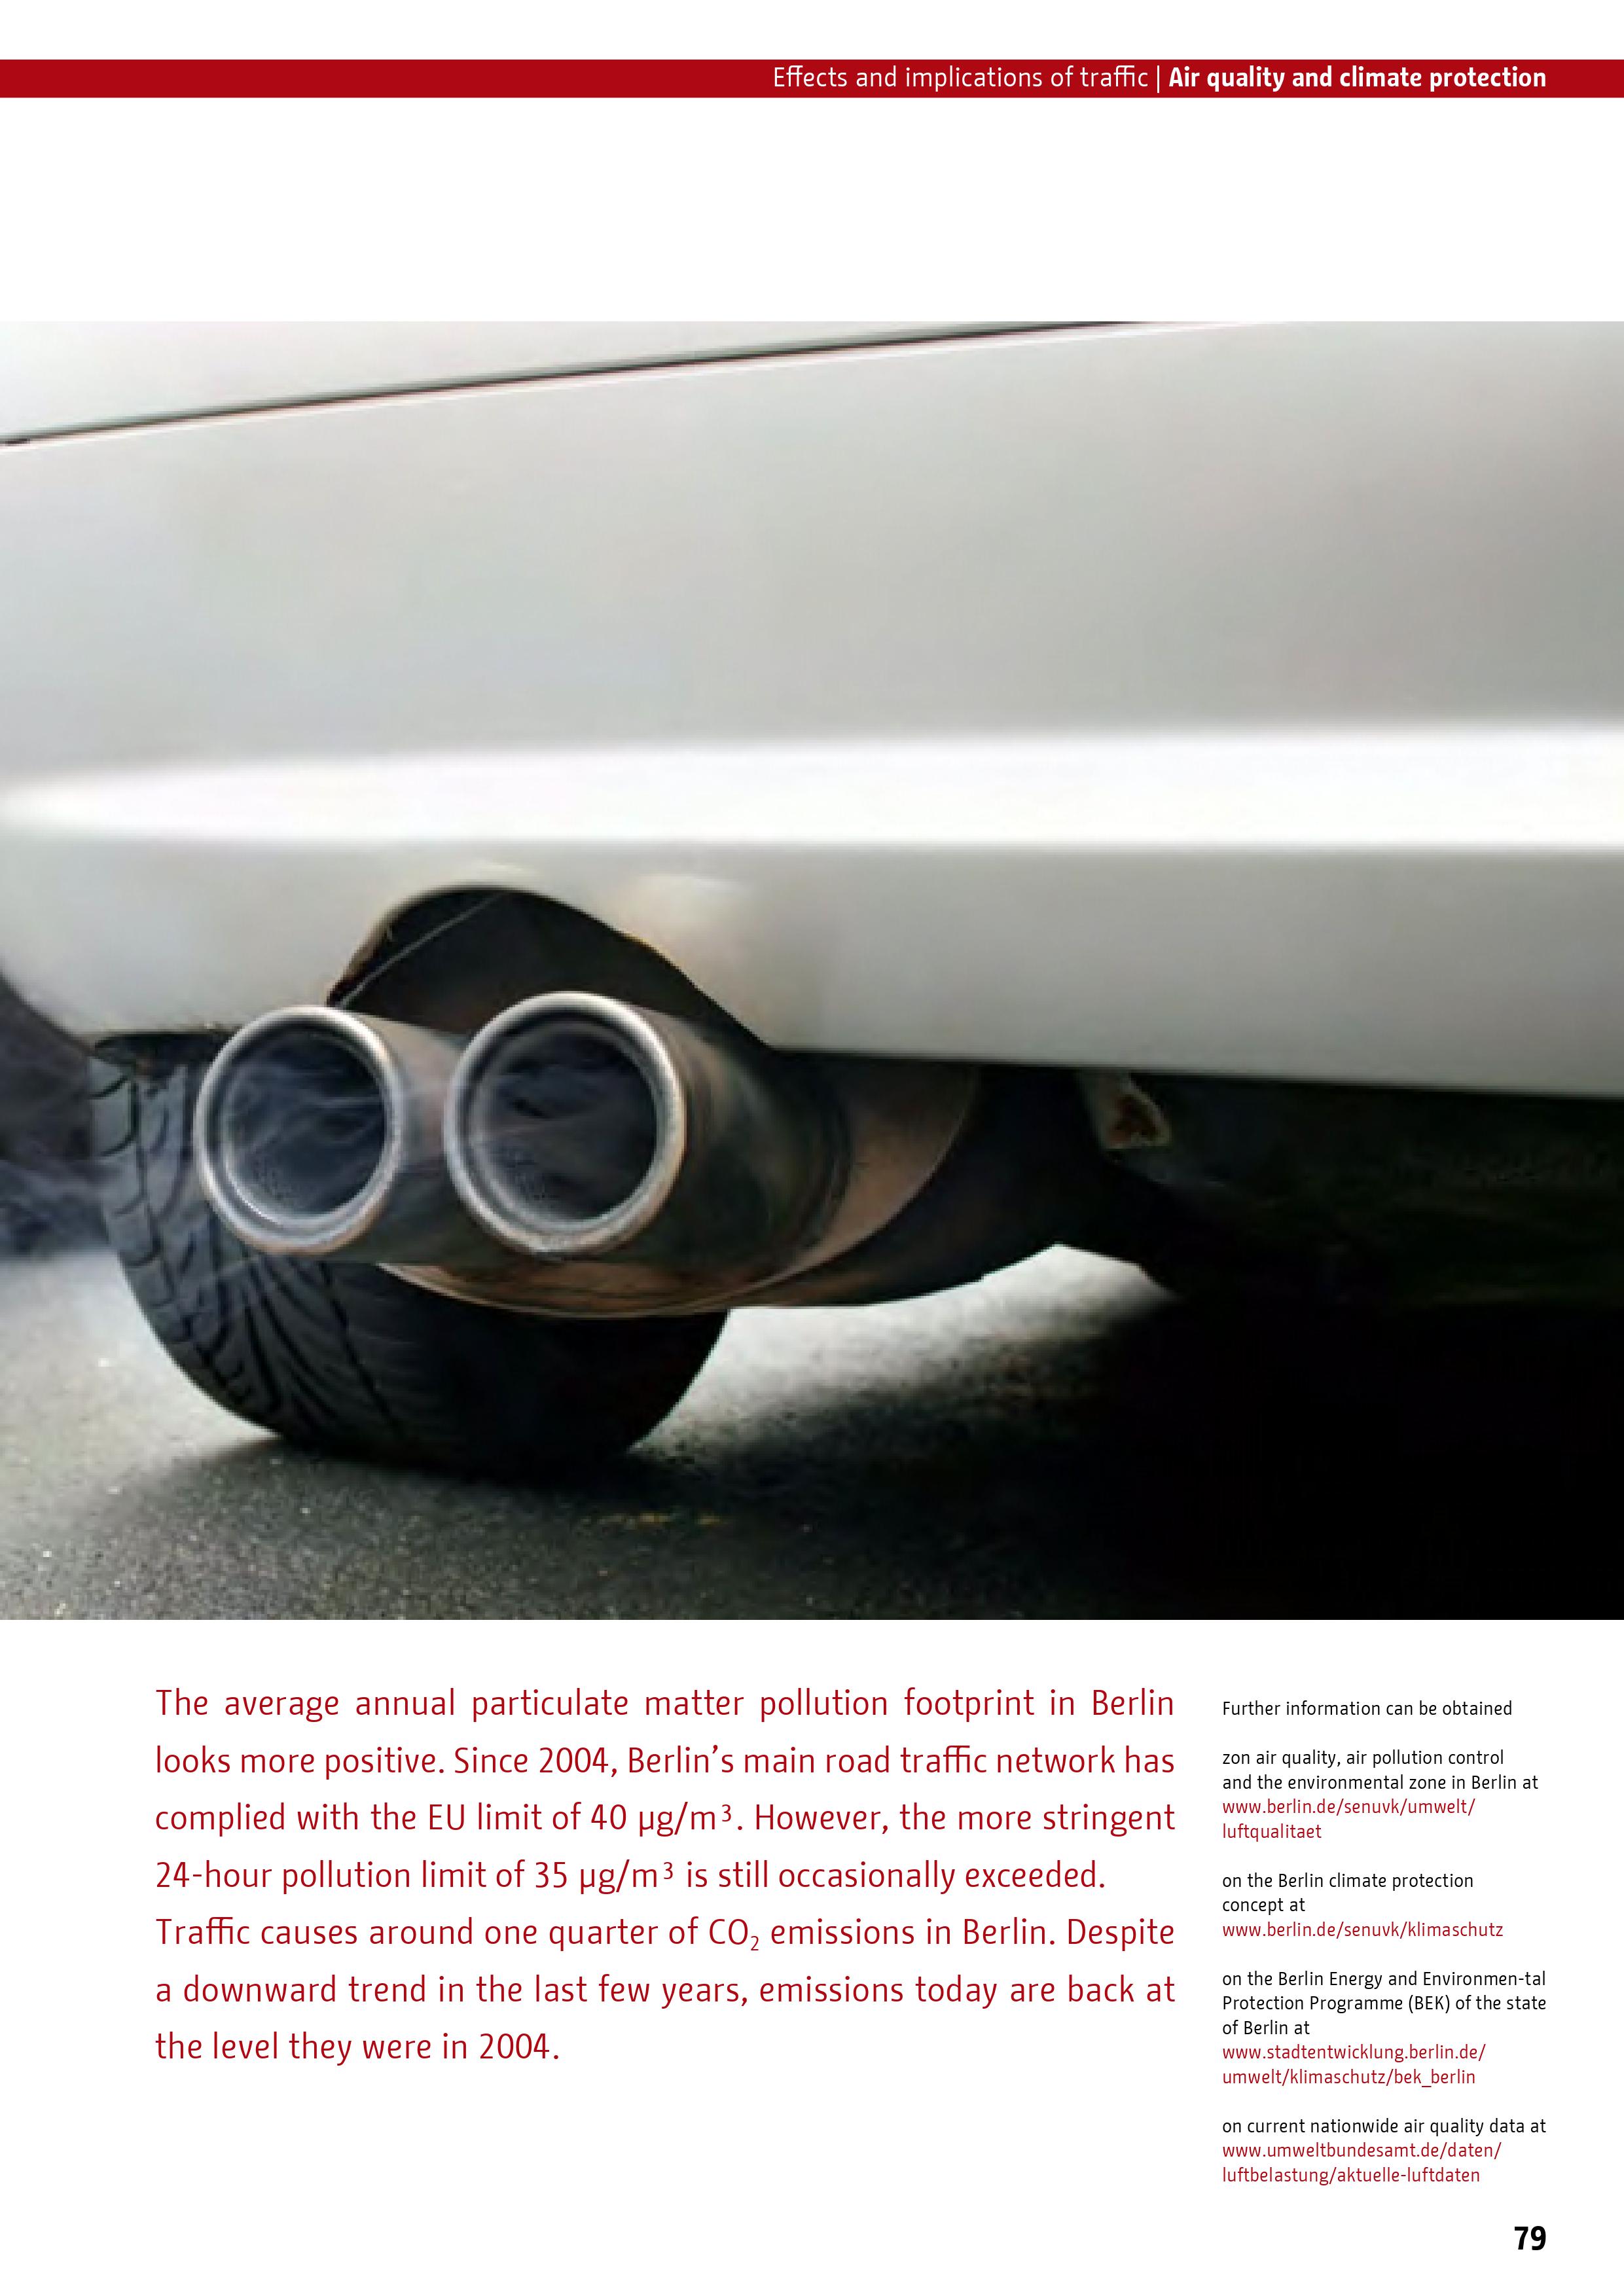 Effects and implications of traffic | Air quality and climate protection
The average annual particulate matter pollution footprint in Berlin
looks more positive. Since 2004, Berlin’s main road traffic network has
complied with the EU limit of 40 µg/m³. However, the more stringent
24-hour pollution limit of 35 µg/m³ is still occasionally exceeded.
Traffic causes around one quarter of CO₂ emissions in Berlin. Despite
a downward trend in the last few years, emissions today are back at
the level they were in 2004.
Further information can be obtained
zon air quality, air pollution control
and the environmental zone in Berlin at
www.berlin.de/senuvk/umwelt/
luftqualitaet
on the Berlin climate protection
concept at
www.berlin.de/senuvk/klimaschutz
on the Berlin Energy and Environmen-tal
Protection Programme (BEK) of the state
of Berlin at
www.stadtentwicklung.berlin.de/
umwelt/klimaschutz/bek_berlin
on current nationwide air quality data at
www.umweltbundesamt.de/daten/
luftbelastung/aktuelle-luftdaten
79